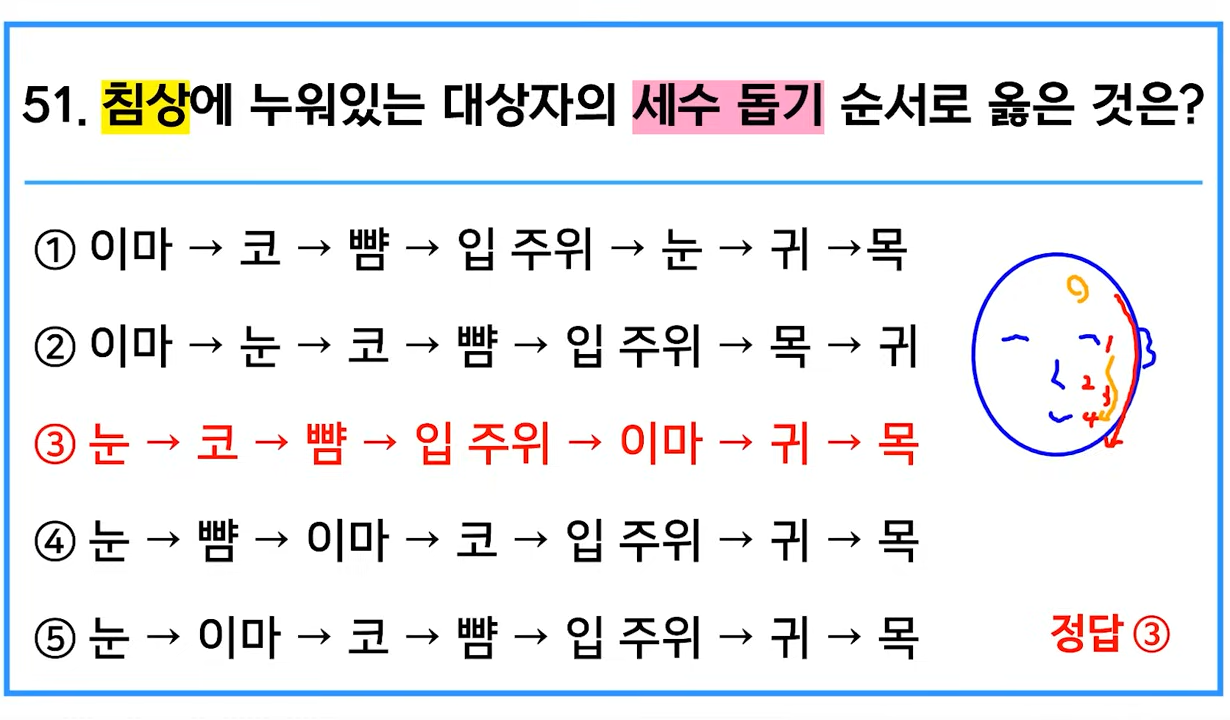 51. 침상에 누워있는 대상자의 세수 돕기 순서로 옳은 것은?
① 이마 → 코 → 뺨 → 입 주위 → 눈 → 귀 →목
② 이마 → 눈 → 코 → 뺨 → 입 주위 → 목 → 귀
③ 눈 → 코 → 뺨 → 입 주위 → 이마 → 귀 → 목
1
2
3
4
④ 눈 → 뺨 → 이마 → 코 → 입 주위 → 귀 → 목
⑤ 눈 → 이마 → 코 → 뺨 → 입 주위 → 귀 → 목
정답 ③